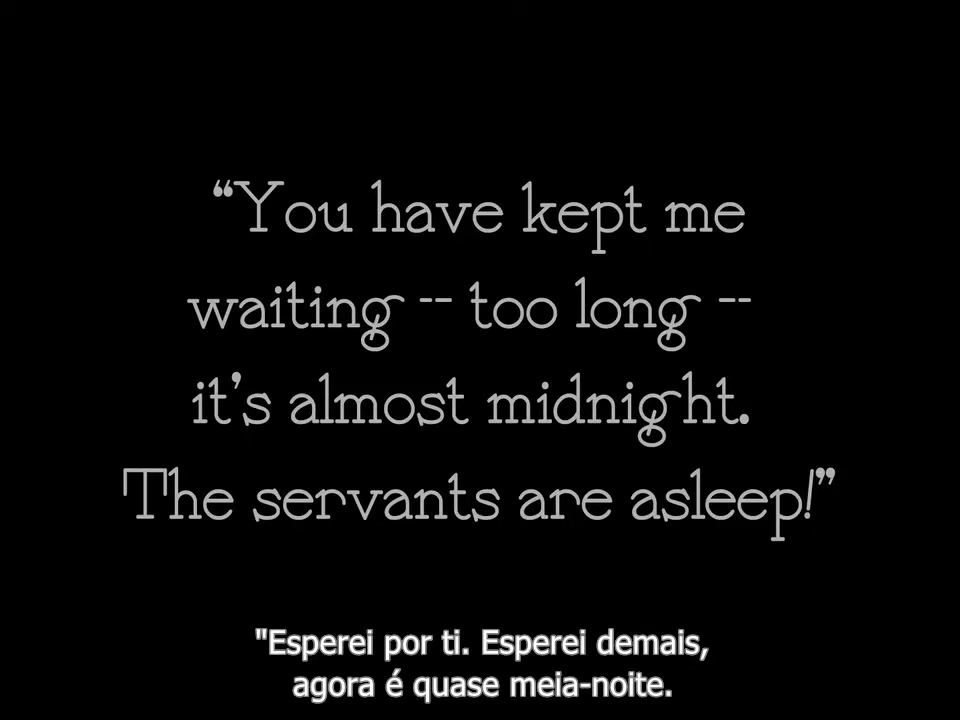 “You have kept me
waiting -- too long --
it’s almost midnight.
The servants are asleep!”
"Esperei por ti. Esperei demais,
agora é quase meia-noite.